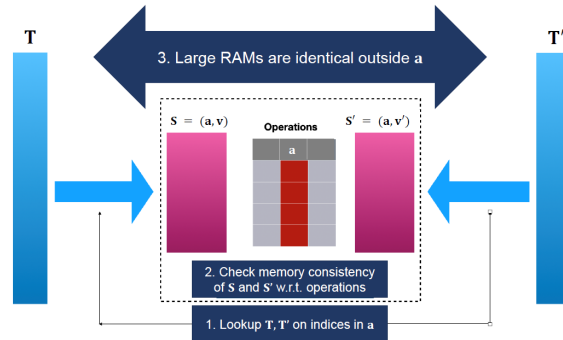 T
T′
3. Large RAMs are identical outside a
S = (a, v)
Operations
S′ = (a, v′)
a
2. Check memory consistency
of S and S′ w.r.t. operations
1. Lookup T, T′ on indices in a